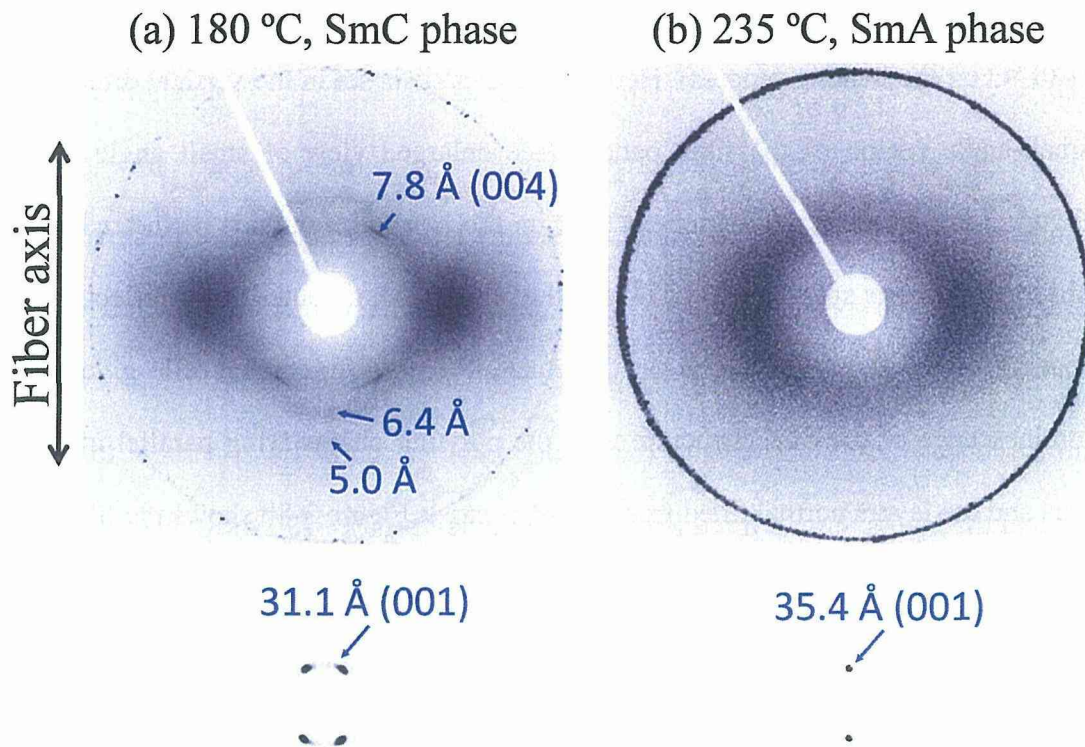 (a) 180 ºC, SmC phase
(b) 235 ºC, SmA phase
Fiber axis
7.8 Å (004)
6.4 Å
5.0 Å
31.1 Å (001)
35.4 Å (001)